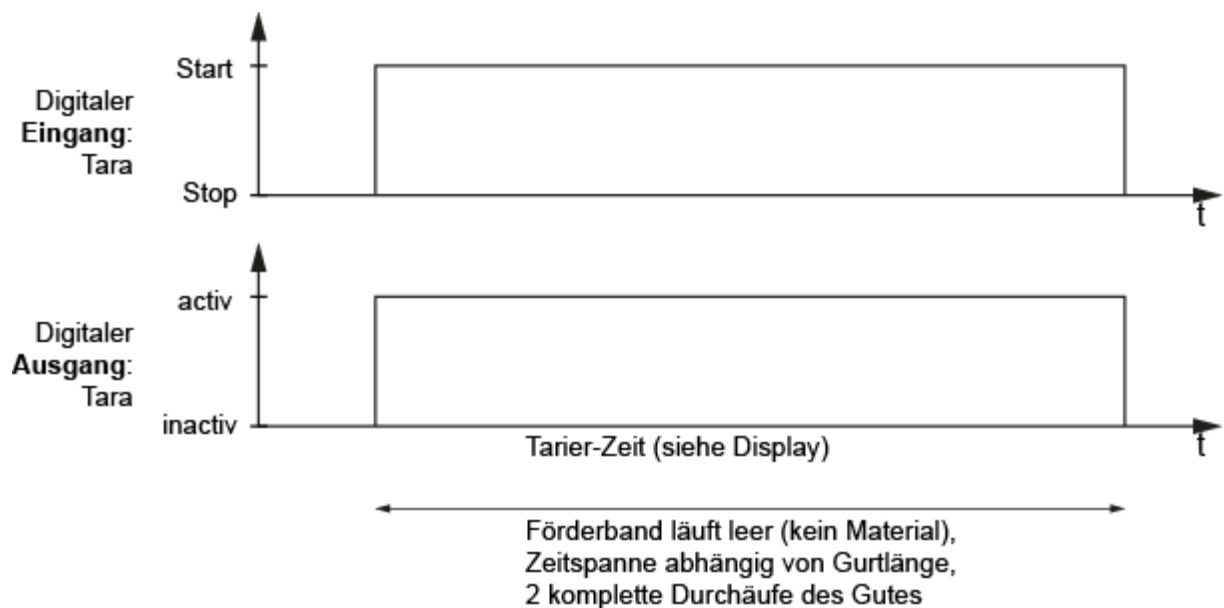 Start
Digitaler
Eingang:
Tara
Stop
t
activ
Digitaler
Ausgang:
Tara
inactiv
t
Tarier-Zeit (siehe Display)
Förderband läuft leer (kein Material),
Zeitspanne abhängig von Gurtlänge,
2 komplette Durchäufe des Gutes